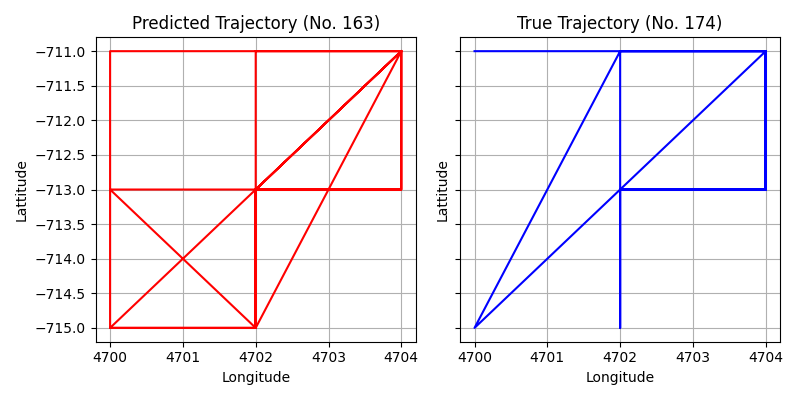 Predicted Trajectory (No. 163)
True Trajectory (No. 174)
−711.0
−711.5
−712.0
−712.5
−713.0
−713.5
−714.0
−714.5
−715.0
Lattitude
Lattitude
4700 4701 4702 4703 4704
4700 4701 4702 4703 4704
Longitude
Longitude